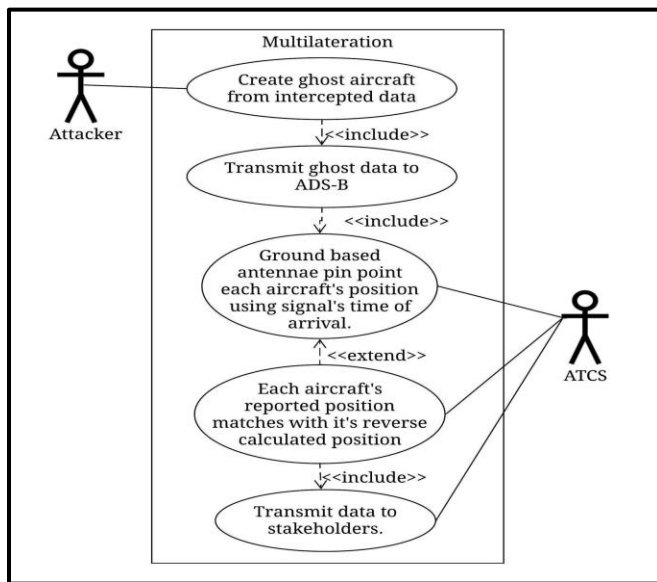 Multilateration
Create ghost aircraft
from intercepted data
Attacker
<<include>>
Transmit ghost data to
ADS-B
<<include>>
Ground based
antennae pin point
each aircraft's position
using signal's time of
arrival.
<<extend>>
ATCS
Each aircraft's
reported position
matches with it's reverse
calculated position
<<include>>
Transmit data to
stakeholders.